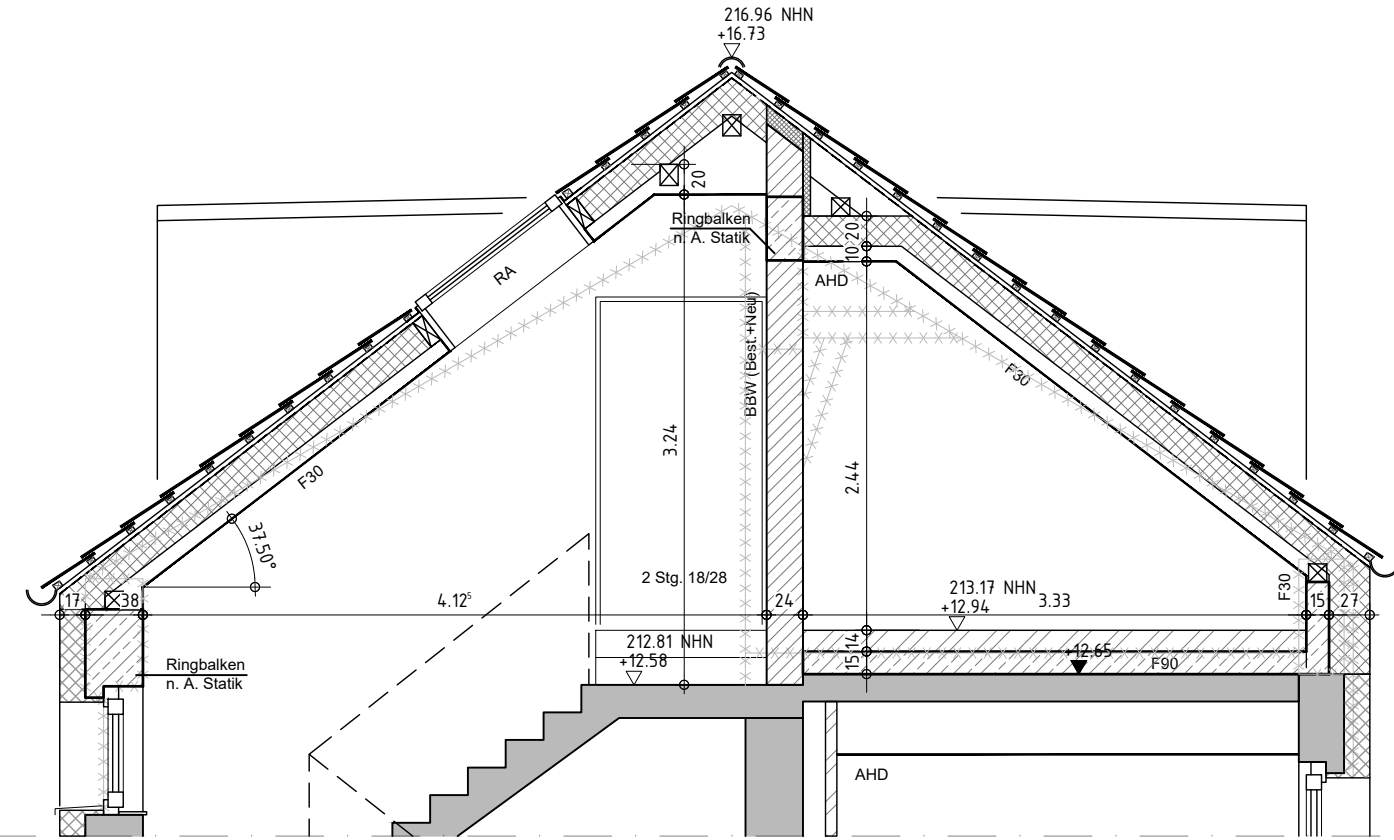 216.96 NHN
+16.73
20
Ringbalken
n. A. Statik
RA
20
10
AHD
BBW (Best.+Neu)
3.24
2.44
F30
F30
37.50°
2 Stg. 18/28
213.17 NHN
+12.94
F30
17
38
4.12⁵
24
3.33
15
27
212.81 NHN
+12.58
14
15
+12.65
F90
Ringbalken
n. A. Statik
AHD